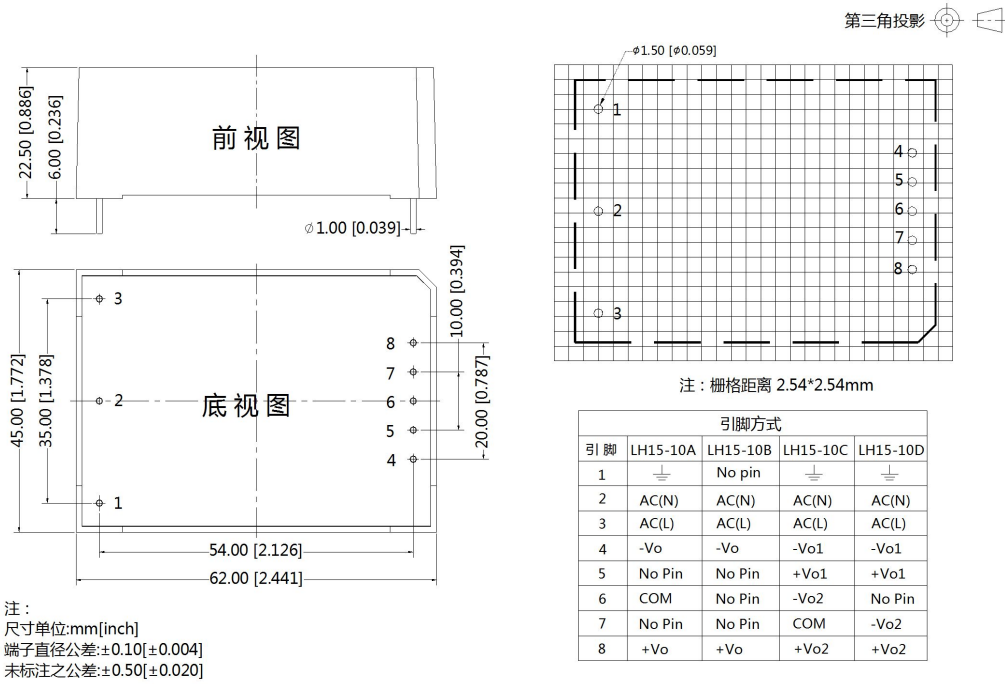 第三角投影
22.50 [0.886]
6.00 [0.236]
前视图
⌀1.00 [0.039]
⌀1.50 [⌀0.059]
1
2
3
4
5
6
7
8
注：栅格距离 2.54*2.54mm
45.00 [1.772]
35.00 [1.378]
3
2
1
底视图
8
7
6
5
4
10.00 [0.394]
20.00 [0.787]
54.00 [2.126]
62.00 [2.441]
引脚方式
引 脚 LH15-10A LH15-10B LH15-10C LH15-10D
1 No pin
2 AC(N) AC(N) AC(N) AC(N)
3 AC(L) AC(L) AC(L) AC(L)
4 -Vo -Vo -Vo1 -Vo1
5 No Pin No Pin +Vo1 +Vo1
6 COM No Pin -Vo2 No Pin
7 No Pin No Pin COM -Vo2
8 +Vo +Vo +Vo2 +Vo2
注：
尺寸单位:mm[inch]
端子直径公差:±0.10[±0.004]
未标注之公差:±0.50[±0.020]